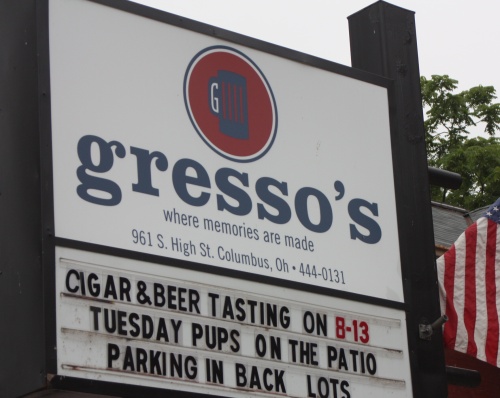 G
gresso's
where memories are made
961 S. High St. Columbus, Oh • 444-0131
CIGAR&BEER TASTING ON 8-13
TUESDAY PUPS ON THE PATIO
PARKING IN BACK LOTS